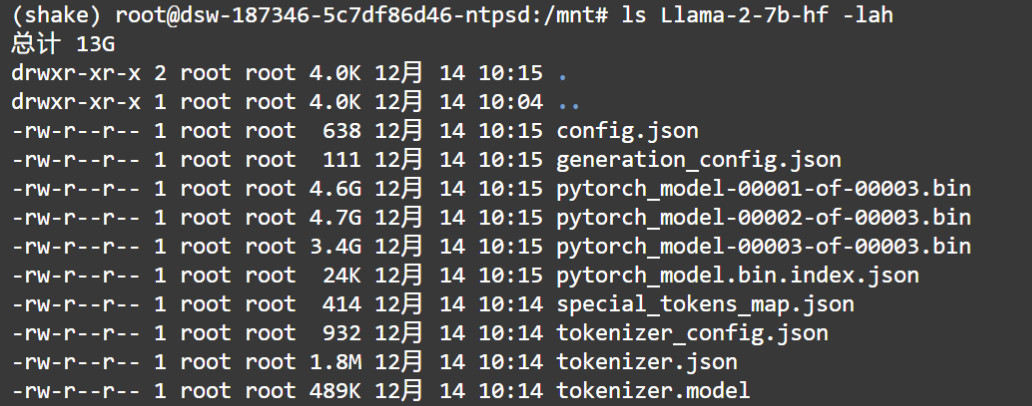 (shake) root@dsw-187346-5c7df86d46-ntpsd:/mnt# ls Llama-2-7b-hf -lah
总计 13G
drwxr-xr-x 2 root root 4.0K 12月 14 10:15 .
drwxr-xr-x 1 root root 4.0K 12月 14 10:04 ..
-rw-r--r-- 1 root root  638 12月 14 10:15 config.json
-rw-r--r-- 1 root root  111 12月 14 10:15 generation_config.json
-rw-r--r-- 1 root root 4.6G 12月 14 10:15 pytorch_model-00001-of-00003.bin
-rw-r--r-- 1 root root 4.7G 12月 14 10:15 pytorch_model-00002-of-00003.bin
-rw-r--r-- 1 root root 3.4G 12月 14 10:15 pytorch_model-00003-of-00003.bin
-rw-r--r-- 1 root root  24K 12月 14 10:15 pytorch_model.bin.index.json
-rw-r--r-- 1 root root  414 12月 14 10:14 special_tokens_map.json
-rw-r--r-- 1 root root  932 12月 14 10:14 tokenizer_config.json
-rw-r--r-- 1 root root 1.8M 12月 14 10:14 tokenizer.json
-rw-r--r-- 1 root root 489K 12月 14 10:14 tokenizer.model